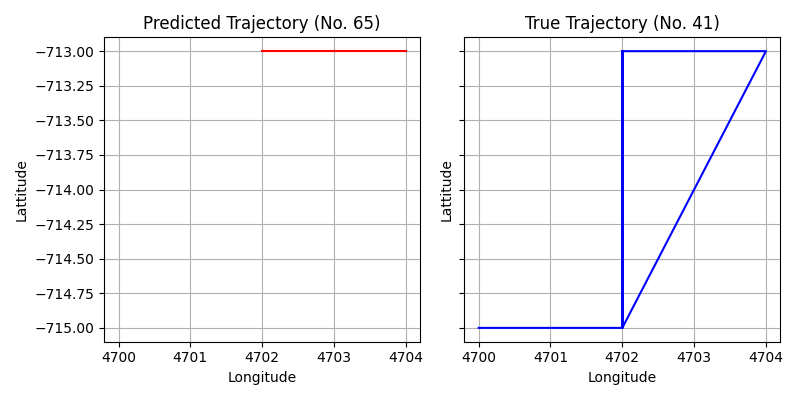 Predicted Trajectory (No. 65)
True Trajectory (No. 41)
−713.00
−713.25
−713.50
−713.75
−714.00
−714.25
−714.50
−714.75
−715.00
Lattitude
Lattitude
4700 4701 4702 4703 4704
4700 4701 4702 4703 4704
Longitude
Longitude